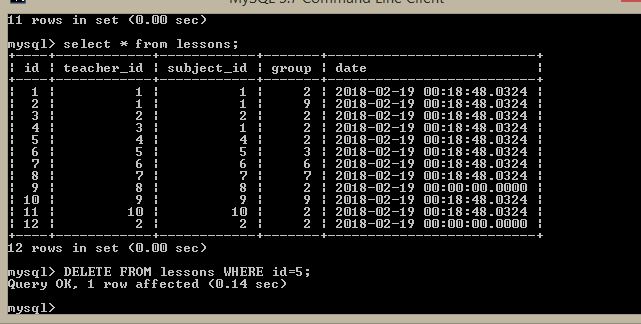 MySQL 5.7 Command Line Client
11 rows in set (0.00 sec)
mysql> select * from lessons;
| id | teacher_id | subject_id | group | date |
| 1 | 1 | 1 | 2 | 2018-02-19 00:18:48.0324 |
| 2 | 1 | 1 | 9 | 2018-02-19 00:18:48.0324 |
| 3 | 2 | 2 | 2 | 2018-02-19 00:18:48.0324 |
| 4 | 3 | 1 | 2 | 2018-02-19 00:18:48.0324 |
| 5 | 4 | 4 | 2 | 2018-02-19 00:18:48.0324 |
| 6 | 5 | 5 | 3 | 2018-02-19 00:18:48.0324 |
| 7 | 6 | 6 | 6 | 2018-02-19 00:18:48.0324 |
| 8 | 7 | 7 | 7 | 2018-02-19 00:18:48.0324 |
| 9 | 8 | 8 | 2 | 2018-02-19 00:00:00.0000 |
| 10 | 9 | 9 | 9 | 2018-02-19 00:18:48.0324 |
| 11 | 10 | 10 | 2 | 2018-02-19 00:18:48.0324 |
| 12 | 2 | 2 | 2 | 2018-02-19 00:00:00.0000 |
12 rows in set (0.00 sec)
mysql> DELETE FROM lessons WHERE id=5;
Query OK, 1 row affected (0.14 sec)
mysql>